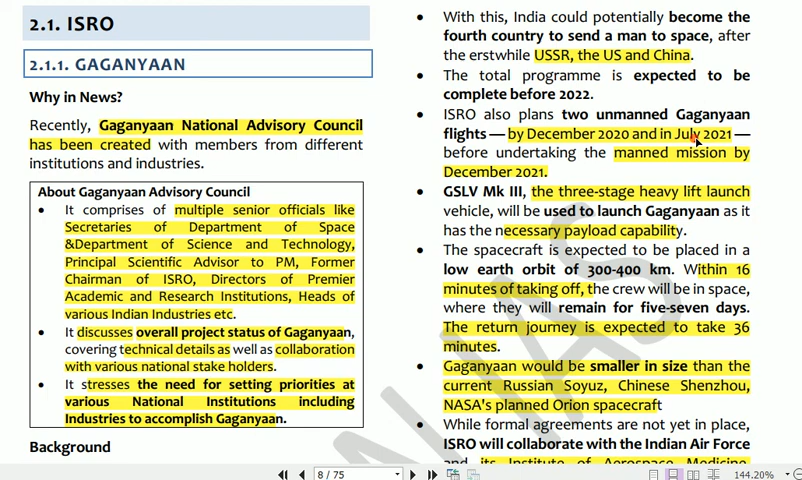 2.1. ISRO
2.1.1. GAGANYAAN
Why in News?
Recently, Gaganyaan National Advisory Council
has been created with members from different
institutions and industries.
About Gaganyaan Advisory Council
• It comprises of multiple senior officials like
Secretaries of Department of Space
&Department of Science and Technology,
Principal Scientific Advisor to PM, Former
Chairman of ISRO, Directors of Premier
Academic and Research Institutions, Heads of
various Indian Industries etc.
• It discusses overall project status of Gaganyaan,
covering technical details as well as collaboration
with various national stake holders.
• It stresses the need for setting priorities at
various National Institutions including
Industries to accomplish Gaganyaan.
Background
• With this, India could potentially become the
fourth country to send a man to space, after
the erstwhile USSR, the US and China.
• The total programme is expected to be
complete before 2022.
• ISRO also plans two unmanned Gaganyaan
flights — by December 2020 and in July 2021 —
before undertaking the manned mission by
December 2021.
• GSLV Mk III, the three-stage heavy lift launch
vehicle, will be used to launch Gaganyaan as it
has the necessary payload capability.
• The spacecraft is expected to be placed in a
low earth orbit of 300-400 km. Within 16
minutes of taking off, the crew will be in space,
where they will remain for five-seven days.
The return journey is expected to take 36
minutes.
• Gaganyaan would be smaller in size than the
current Russian Soyuz, Chinese Shenzhou,
NASA's planned Orion spacecraft
• While formal agreements are not yet in place,
ISRO will collaborate with the Indian Air Force
and its Institute of Aerospace Medicine,
8 / 75
144.20%